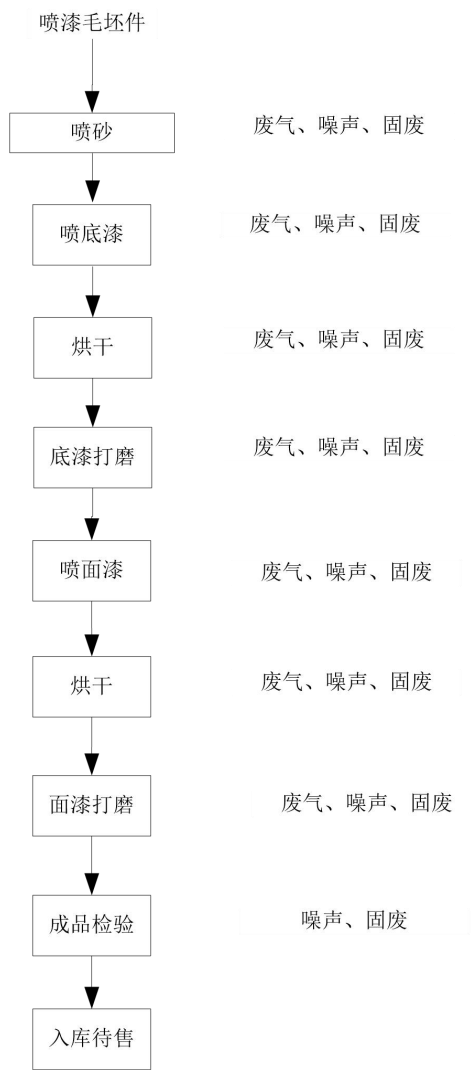 喷漆毛坯件
喷砂
废气、噪声、固废
喷底漆
废气、噪声、固废
烘干
废气、噪声、固废
底漆打磨
废气、噪声、固废
喷面漆
废气、噪声、固废
烘干
废气、噪声、固废
面漆打磨
废气、噪声、固废
成品检验
噪声、固废
入库待售